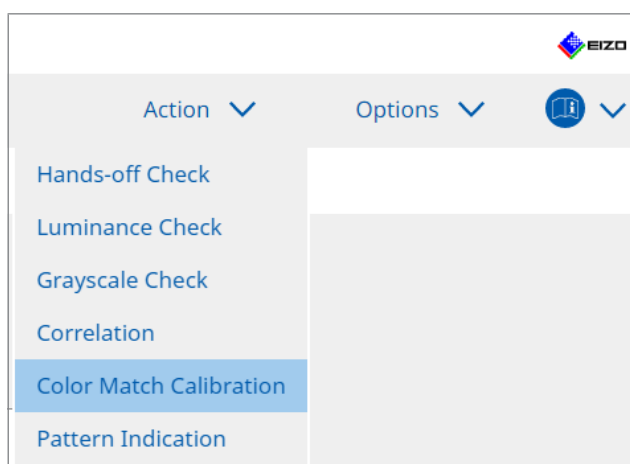 EIZO
Action Options
Hands-off Check
Luminance Check
Grayscale Check
Correlation
Color Match Calibration
Pattern Indication